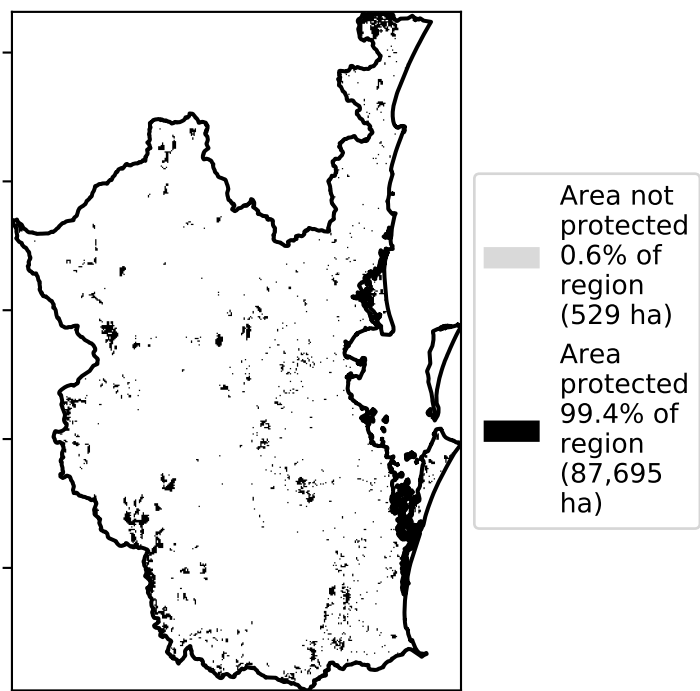 Area not
protected
0.6% of
region
(529 ha)
Area
protected
99.4% of
region
(87,695
ha)